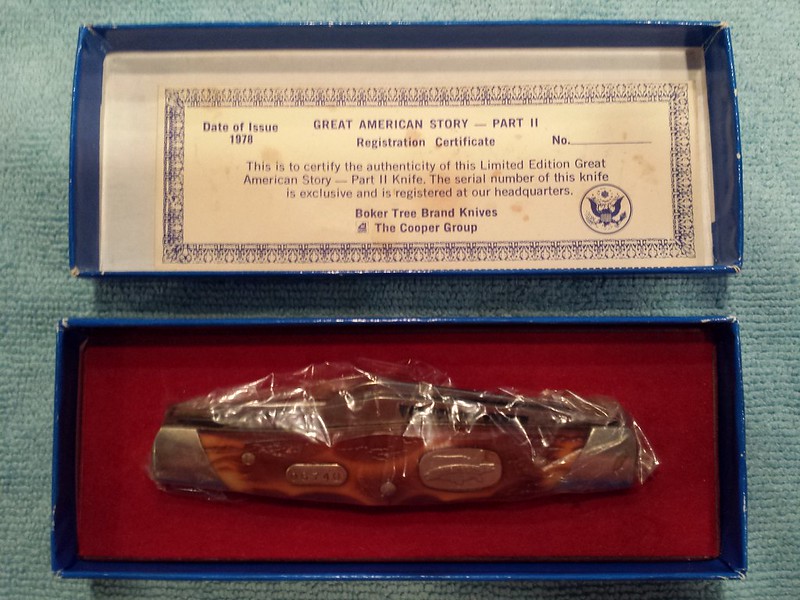 Date of Issue
1978
GREAT AMERICAN STORY — PART II
Registration Certificate
No.
This is to certify the authenticity of this Limited Edition Great
American Story — Part II Knife. The serial number of this knife
is exclusive and is registered at our headquarters.
Boker Tree Brand Knives
The Cooper Group